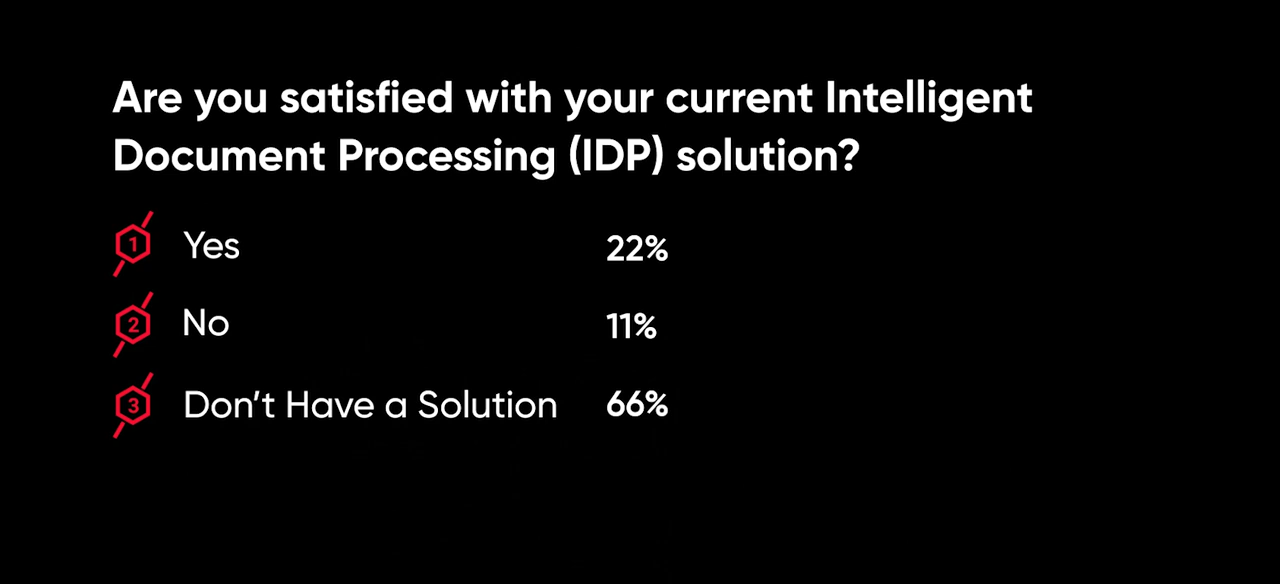 Are you satisfied with your current Intelligent
Document Processing (IDP) solution?
1 Yes 22%
2 No 11%
3 Don’t Have a Solution 66%